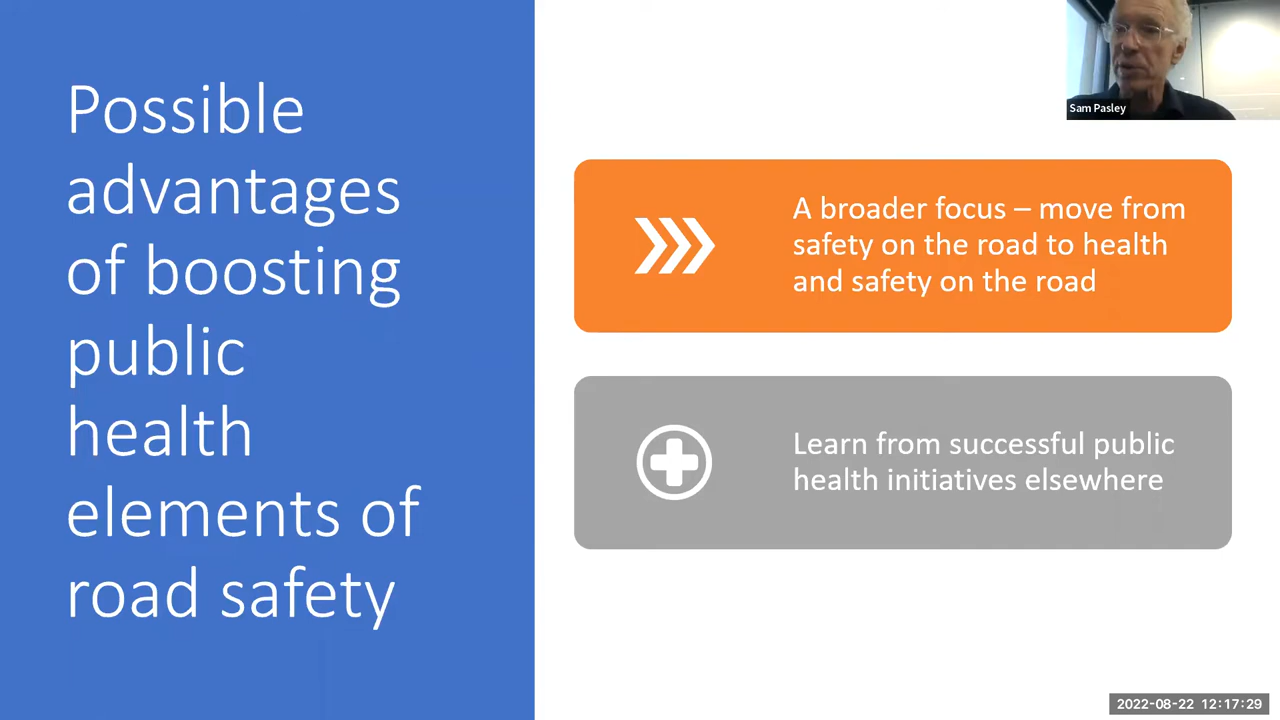 Possible
advantages
of boosting
public
health
elements of
road safety
Sam Pasley
A broader focus – move from
safety on the road to health
and safety on the road
Learn from successful public
health initiatives elsewhere
2022-08-22 12:17:29